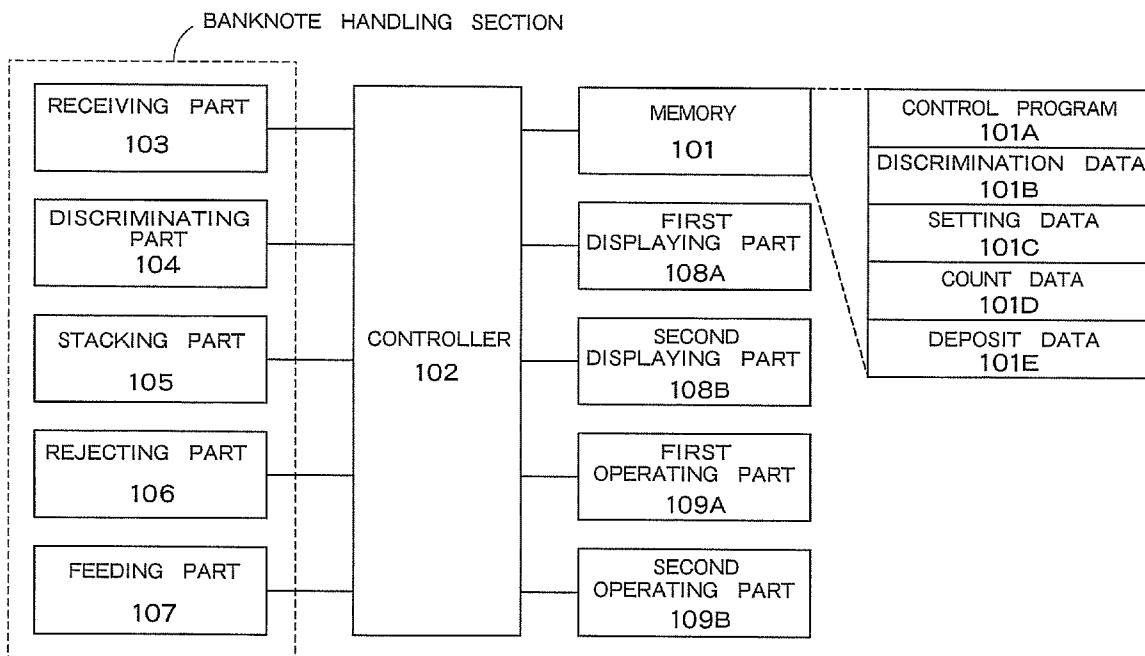 BANKNOTE HANDLING SECTION
RECEIVING PART
103
DISCRIMINATING
PART
104
STACKING PART
105
REJECTING PART
106
FEEDING PART
107
CONTROLLER
102
MEMORY
101
FIRST
DISPLAYING PART
108A
SECOND
DISPLAYING PART
108B
FIRST
OPERATING PART
109A
SECOND
OPERATING PART
109B
CONTROL PROGRAM
101A
DISCRIMINATION DATA
101B
SETTING DATA
101C
COUNT DATA
101D
DEPOSIT DATA
101E